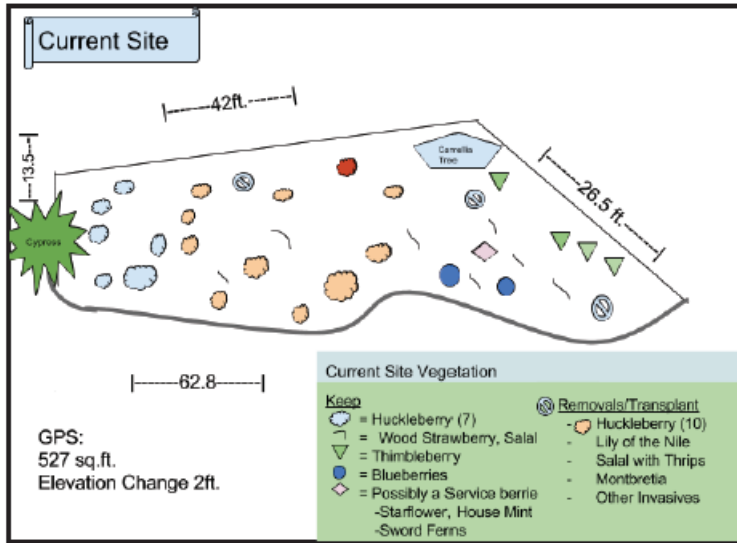 Current Site
|-------42ft.-------|
|---13.5---|
Camellia
Tree
26.5 ft.
Cypress
|-------62.8-------|
GPS:
527 sq.ft.
Elevation Change 2ft.
Current Site Vegetation
Keep
= Huckleberry (7)
= Wood Strawberry, Salal
= Thimbleberry
= Blueberries
= Possibly a Service berrie
-Starflower, House Mint
-Sword Ferns
Removals/Transplant
- Huckleberry (10)
- Lily of the Nile
- Salal with Thrips
- Montbretia
- Other Invasives